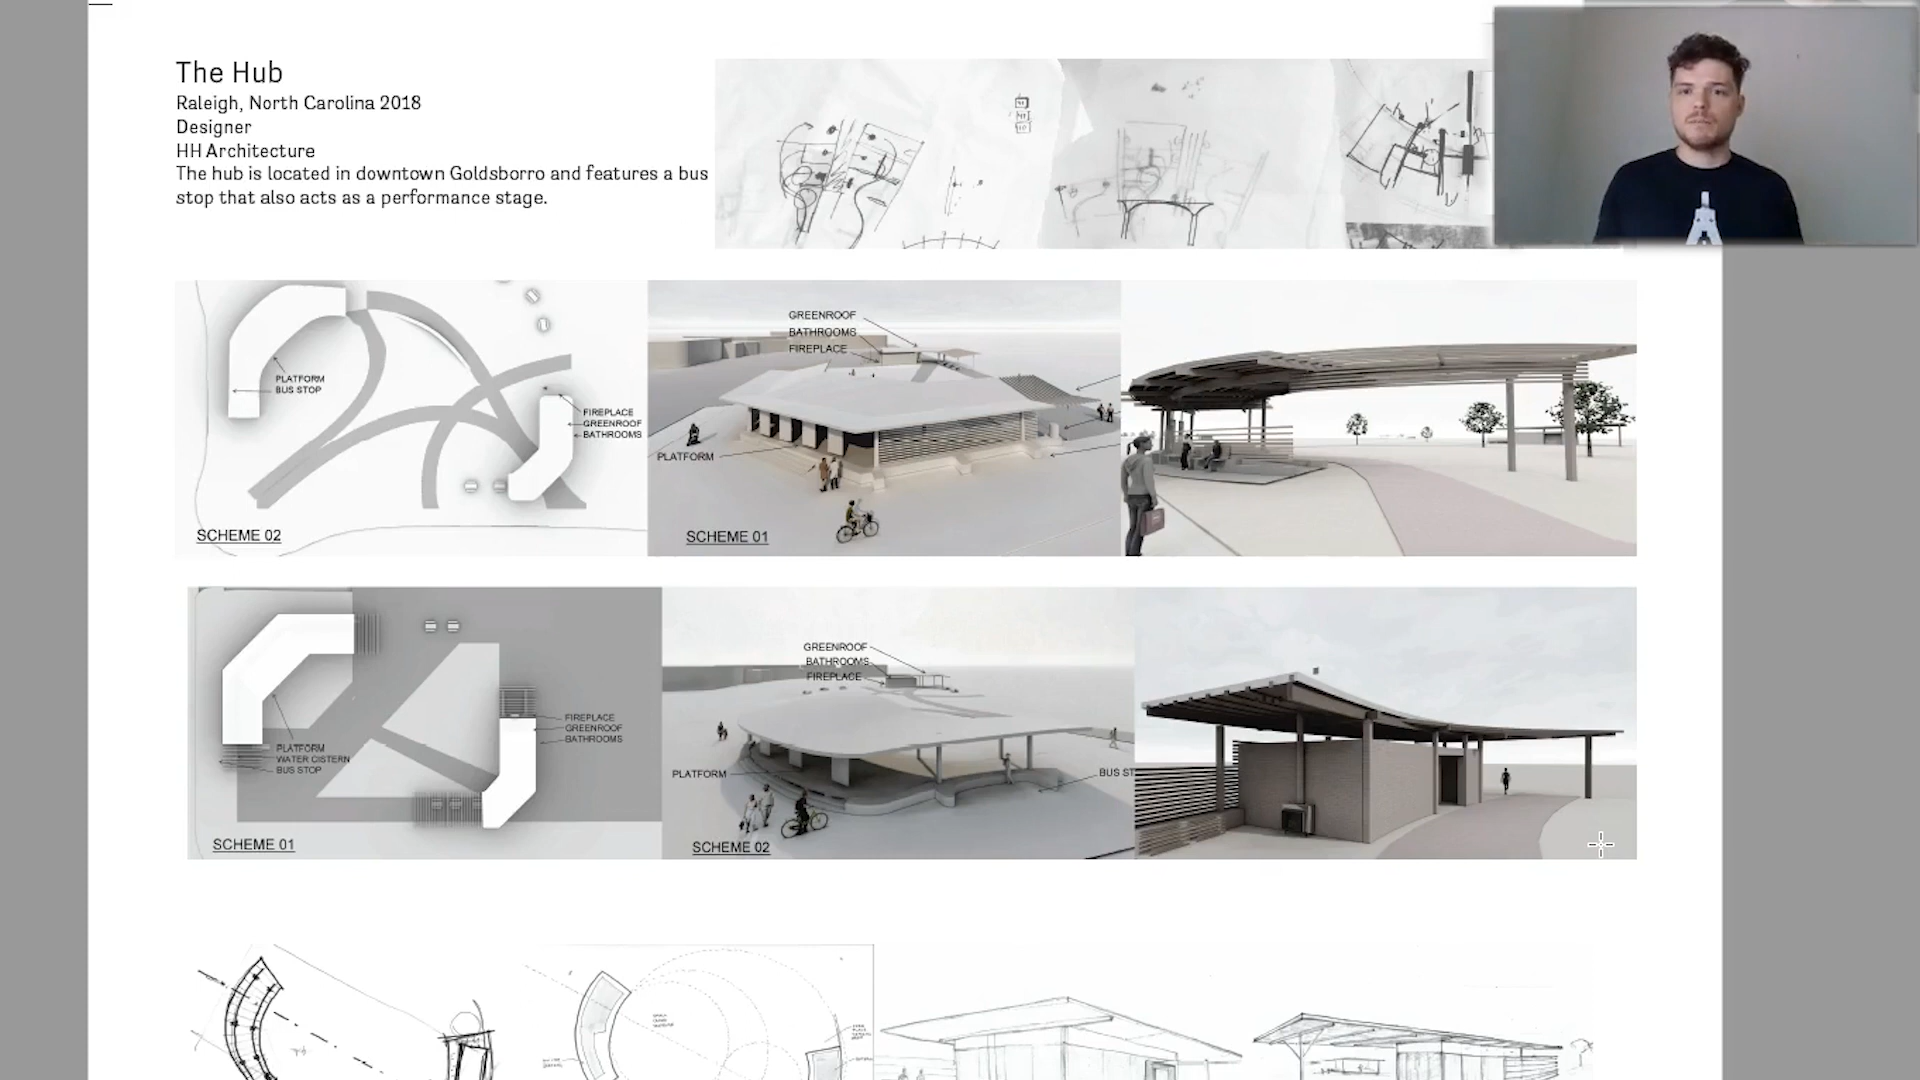 The Hub
Raleigh, North Carolina 2018
Designer
HH Architecture
The hub is located in downtown Goldsborro and features a bus
stop that also acts as a performance stage.
PLATFORM
BUS STOP
FIREPLACE
GREENROOF
BATHROOMS
SCHEME 02
GREENROOF
BATHROOMS
FIREPLACE
PLATFORM
SCHEME 01
PLATFORM
WATER CISTERN
BUS STOP
FIREPLACE
GREENROOF
BATHROOMS
SCHEME 01
GREENROOF
BATHROOMS
FIREPLACE
PLATFORM
BUS ST
SCHEME 02